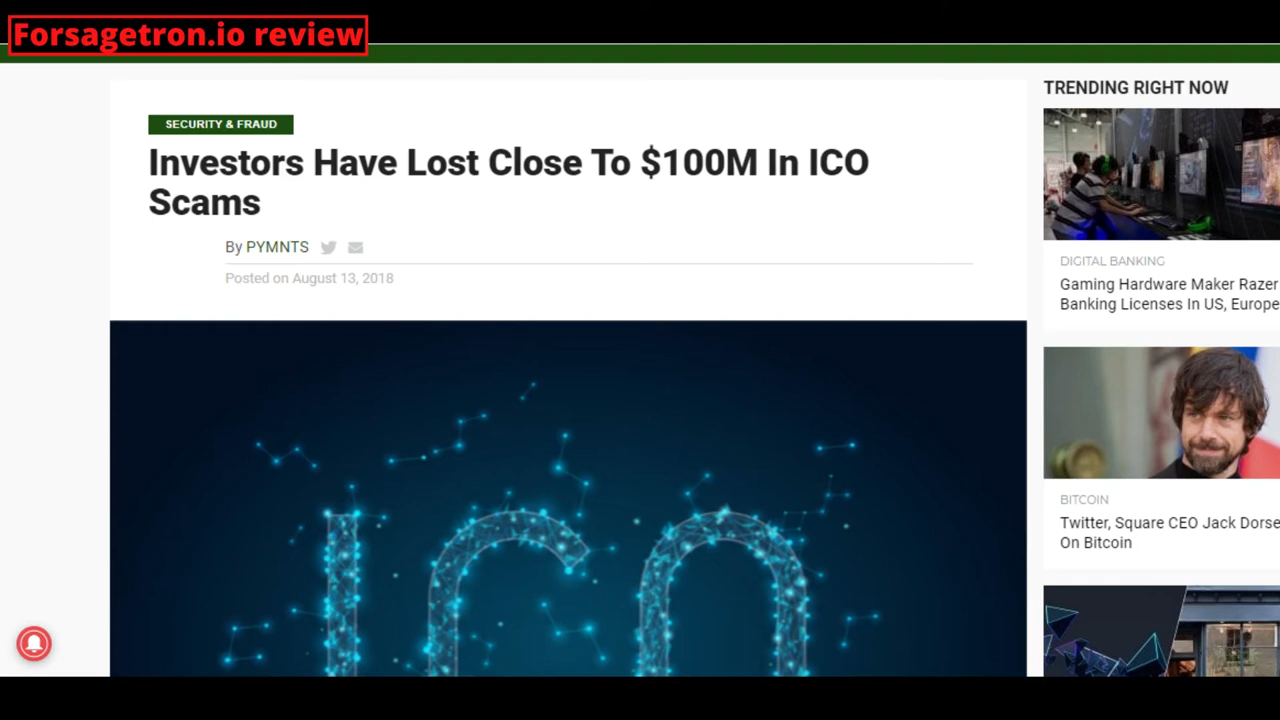 Forsagetron.io review
SECURITY & FRAUD
Investors Have Lost Close To $100M In ICO
Scams
By PYMNTS
Posted on August 13, 2018
ICO
TRENDING RIGHT NOW
DIGITAL BANKING
Gaming Hardware Maker Razer
Banking Licenses In US, Europe
BITCOIN
Twitter, Square CEO Jack Dorse
On Bitcoin